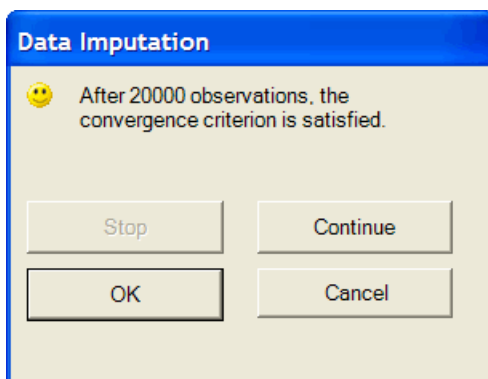 Data Imputation
After 20000 observations, the
convergence criterion is satisfied.
Stop Continue
OK Cancel